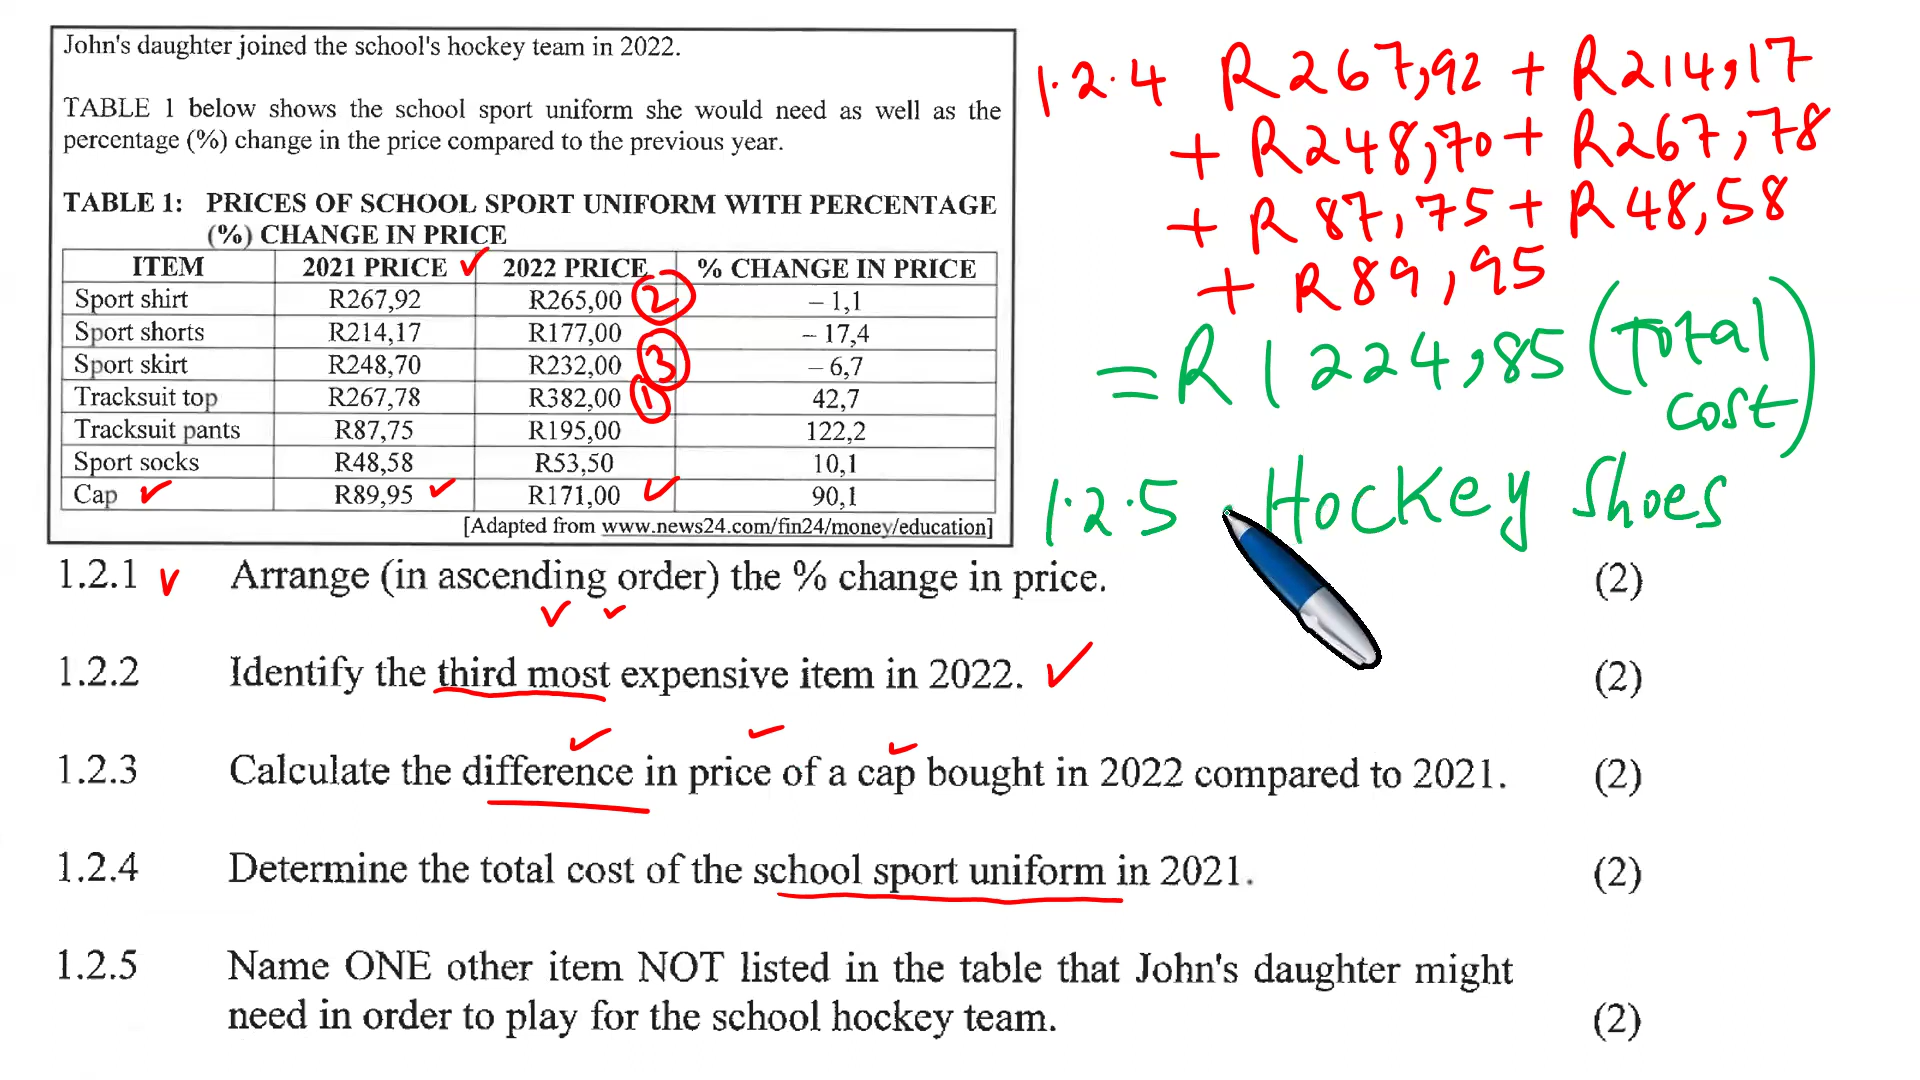 John's daughter joined the school's hockey team in 2022.
TABLE 1 below shows the school sport uniform she would need as well as the
percentage (%) change in the price compared to the previous year.
TABLE 1: PRICES OF SCHOOL SPORT UNIFORM WITH PERCENTAGE
(%) CHANGE IN PRICE
ITEM 2021 PRICE 2022 PRICE % CHANGE IN PRICE
Sport shirt R267,92 R265,00 2 – 1,1
Sport shorts R214,17 R177,00 – 17,4
Sport skirt R248,70 R232,00 3 – 6,7
Tracksuit top R267,78 R382,00 1 42,7
Tracksuit pants R87,75 R195,00 122,2
Sport socks R48,58 R53,50 10,1
Cap R89,95 R171,00 90,1
[Adapted from www.news24.com/fin24/money/education]
1.2.4 R267,92 + R214,17
+ R248,70 + R267,78
+ R 87,75 + R48,58
+ R89,95
= R1224,85 (total
cost)
1.2.5 . Hockey Shoes
1.2.1 Arrange (in ascending order) the % change in price. (2)
1.2.2 Identify the third most expensive item in 2022. (2)
1.2.3 Calculate the difference in price of a cap bought in 2022 compared to 2021. (2)
1.2.4 Determine the total cost of the school sport uniform in 2021. (2)
1.2.5 Name ONE other item NOT listed in the table that John's daughter might
need in order to play for the school hockey team. (2)